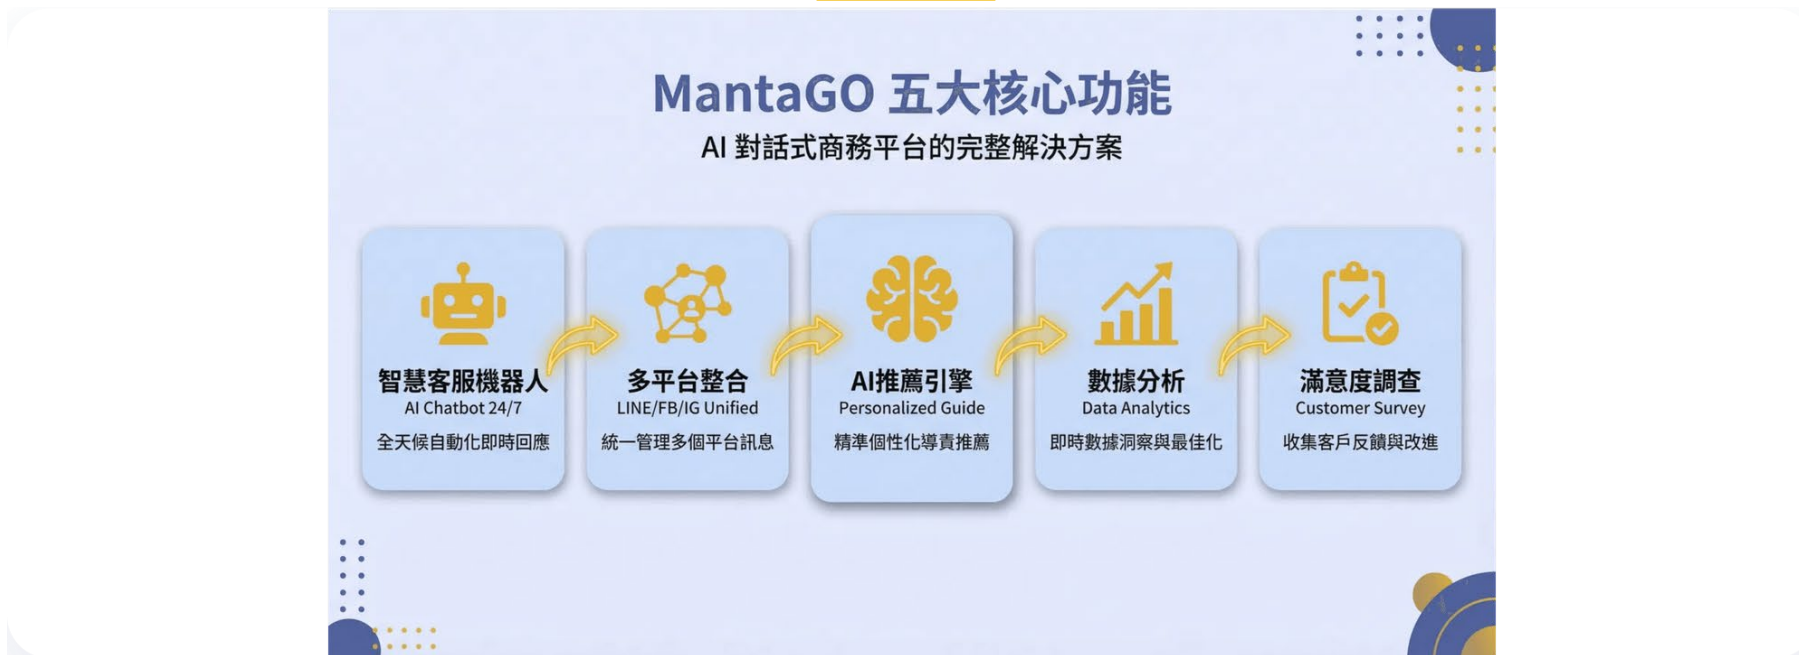 MantaGO 五大核心功能
AI 對話式商務平台的完整解決方案
智慧客服機器人
AI Chatbot 24/7
全天候自動化即時回應
多平台整合
LINE/FB/IG Unified
統一管理多個平台訊息
AI推薦引擎
Personalized Guide
精準個性化導責推薦
數據分析
Data Analytics
即時數據洞察與最佳化
滿意度調查
Customer Survey
收集客戶反饋與改進